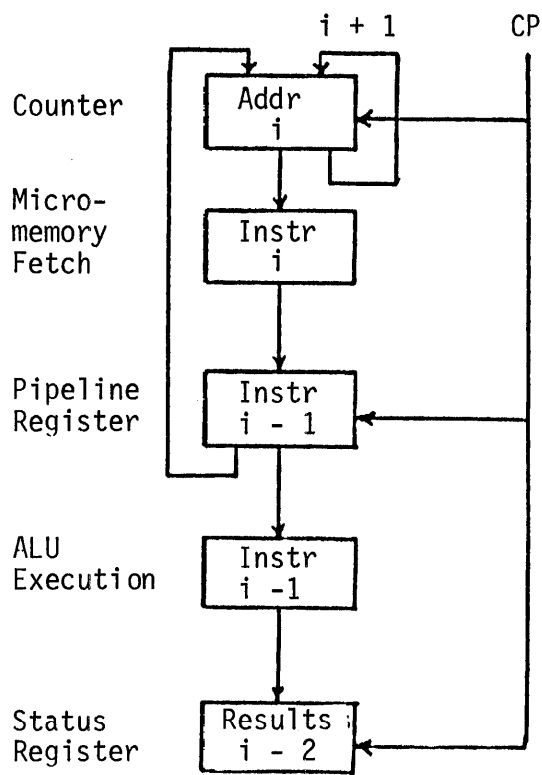 i + 1
CP
Counter
Addr
i
Micro-
memory
Fetch
Instr
i
Pipeline
Register
Instr
i - 1
ALU
Execution
Instr
i -1
Status
Register
Results
i - 2